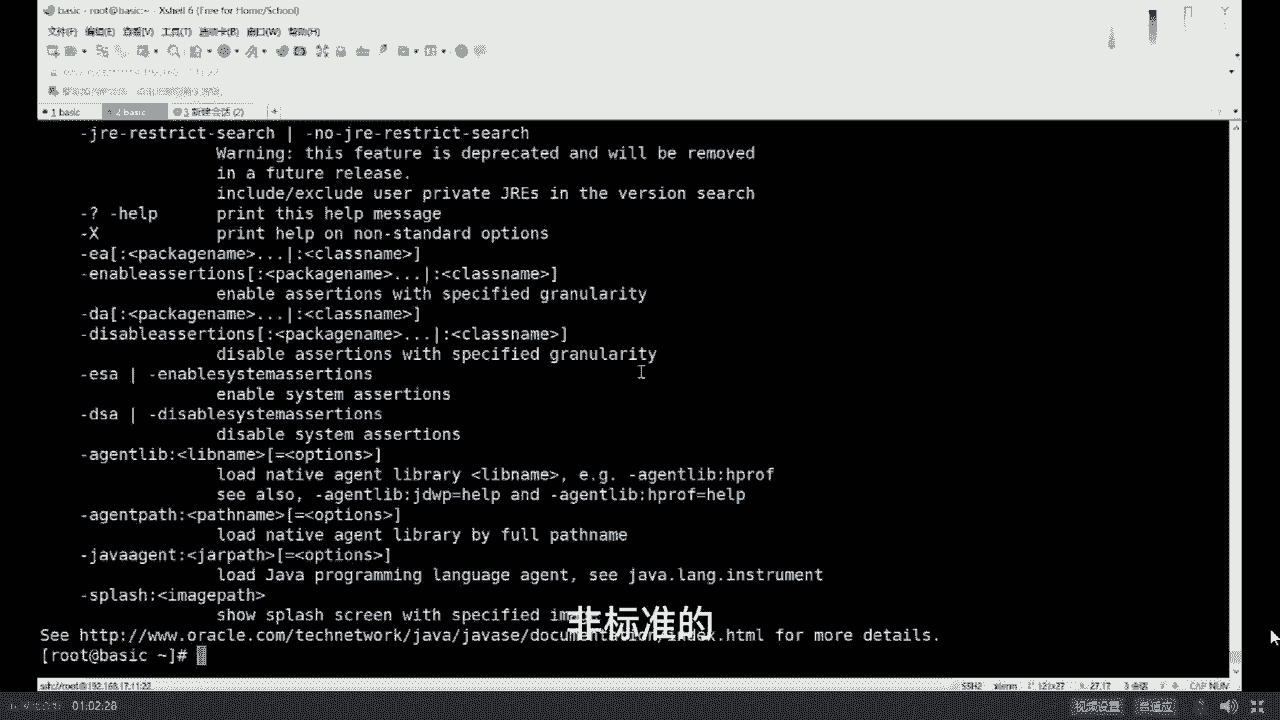 basic - root@basic:~ - Xshell 6 (Free for Home/School)
文件(F) 编辑(E) 查看(V) 工具(T) 选项卡(B) 窗口(W) 帮助(H)
1 basic 2 basic 3 新建会话 (2) +
-jre-restrict-search | -no-jre-restrict-search
Warning: this feature is deprecated and will be removed
in a future release.
include/exclude user private JREs in the version search
-? -help print this help message
-X print help on non-standard options
-ea[:<packagename>...|:<classname>]
-enableassertions[:<packagename>...|:<classname>]
enable assertions with specified granularity
-da[:<packagename>...|:<classname>]
-disableassertions[:<packagename>...|:<classname>]
disable assertions with specified granularity
-esa | -enablesystemassertions
enable system assertions
-dsa | -disablesystemassertions
disable system assertions
-agentlib:<libname>[=<options>]
load native agent library <libname>, e.g. -agentlib:hprof
see also, -agentlib:jdwp=help and -agentlib:hprof=help
-agentpath:<pathname>[=<options>]
load native agent library by full pathname
-javaagent:<jarpath>[=<options>]
load Java programming language agent, see java.lang.instrument
-splash:<imagepath>
show splash screen with specified
非标准的
See http://www.oracle.com/technetwork/java/javase/documentation/index.html for more details.
[root@basic ~]#
ssh://root@192.168.17.11:22 SSH2 xterm 121x27 27,17 3 会话 CAP NUM
01:02:28 视频设置 自适应